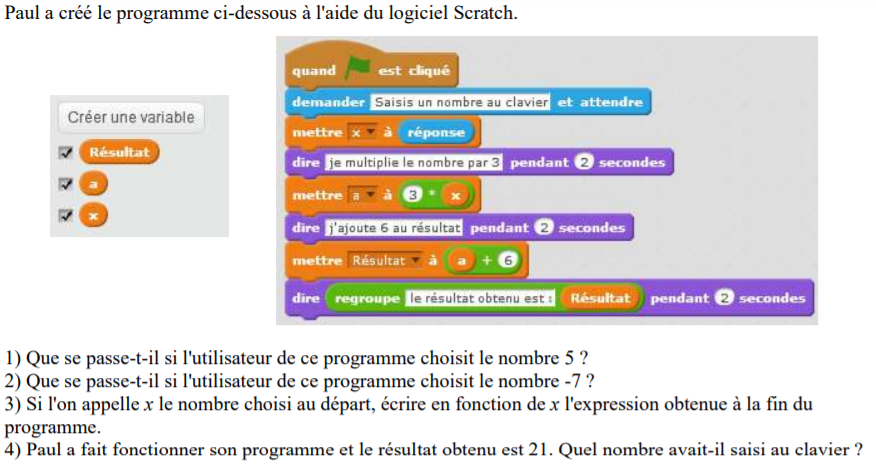 Paul a créé le programme ci-dessous à l'aide du logiciel Scratch.
Créer une variable
Résultat
a
x
quand est cliqué
demander Saisis un nombre au clavier et attendre
mettre x à réponse
dire je multiplie le nombre par 3 pendant 2 secondes
mettre a à 3 * x
dire j'ajoute 6 au résultat pendant 2 secondes
mettre Résultat à a + 6
dire regroupe le résultat obtenu est : Résultat pendant 2 secondes
1) Que se passe-t-il si l'utilisateur de ce programme choisit le nombre 5 ?
2) Que se passe-t-il si l'utilisateur de ce programme choisit le nombre -7 ?
3) Si l'on appelle x le nombre choisi au départ, écrire en fonction de x l'expression obtenue à la fin du
programme.
4) Paul a fait fonctionner son programme et le résultat obtenu est 21. Quel nombre avait-il saisi au clavier ?